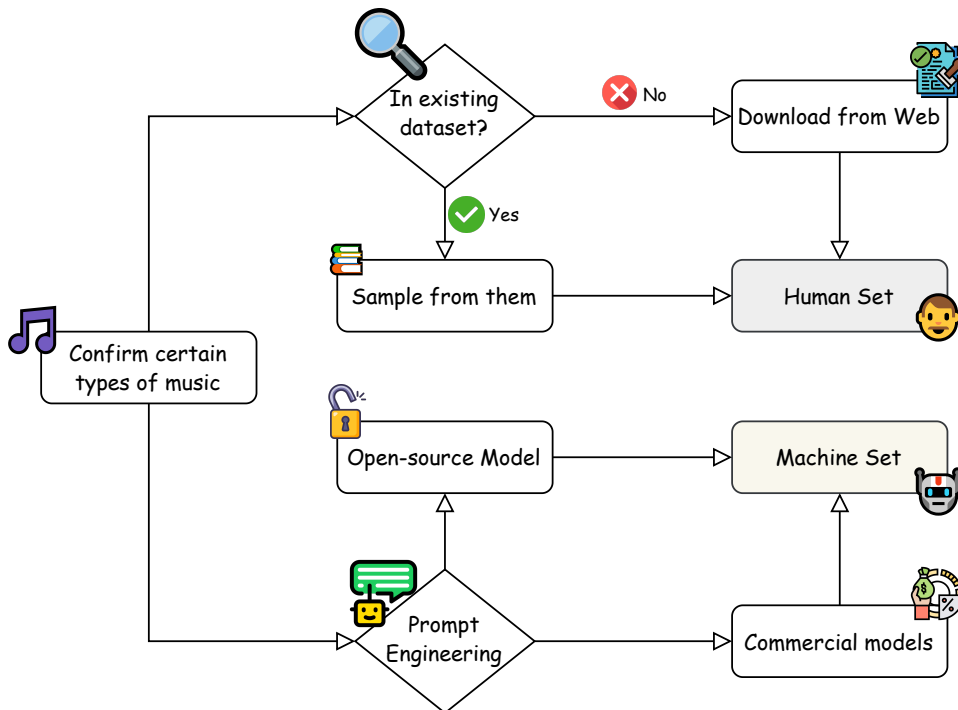 In existing
dataset?
No
Download from Web
Yes
Sample from them
Human Set
Confirm certain
types of music
Open-source Model
Machine Set
Prompt
Engineering
Commercial models
$
%